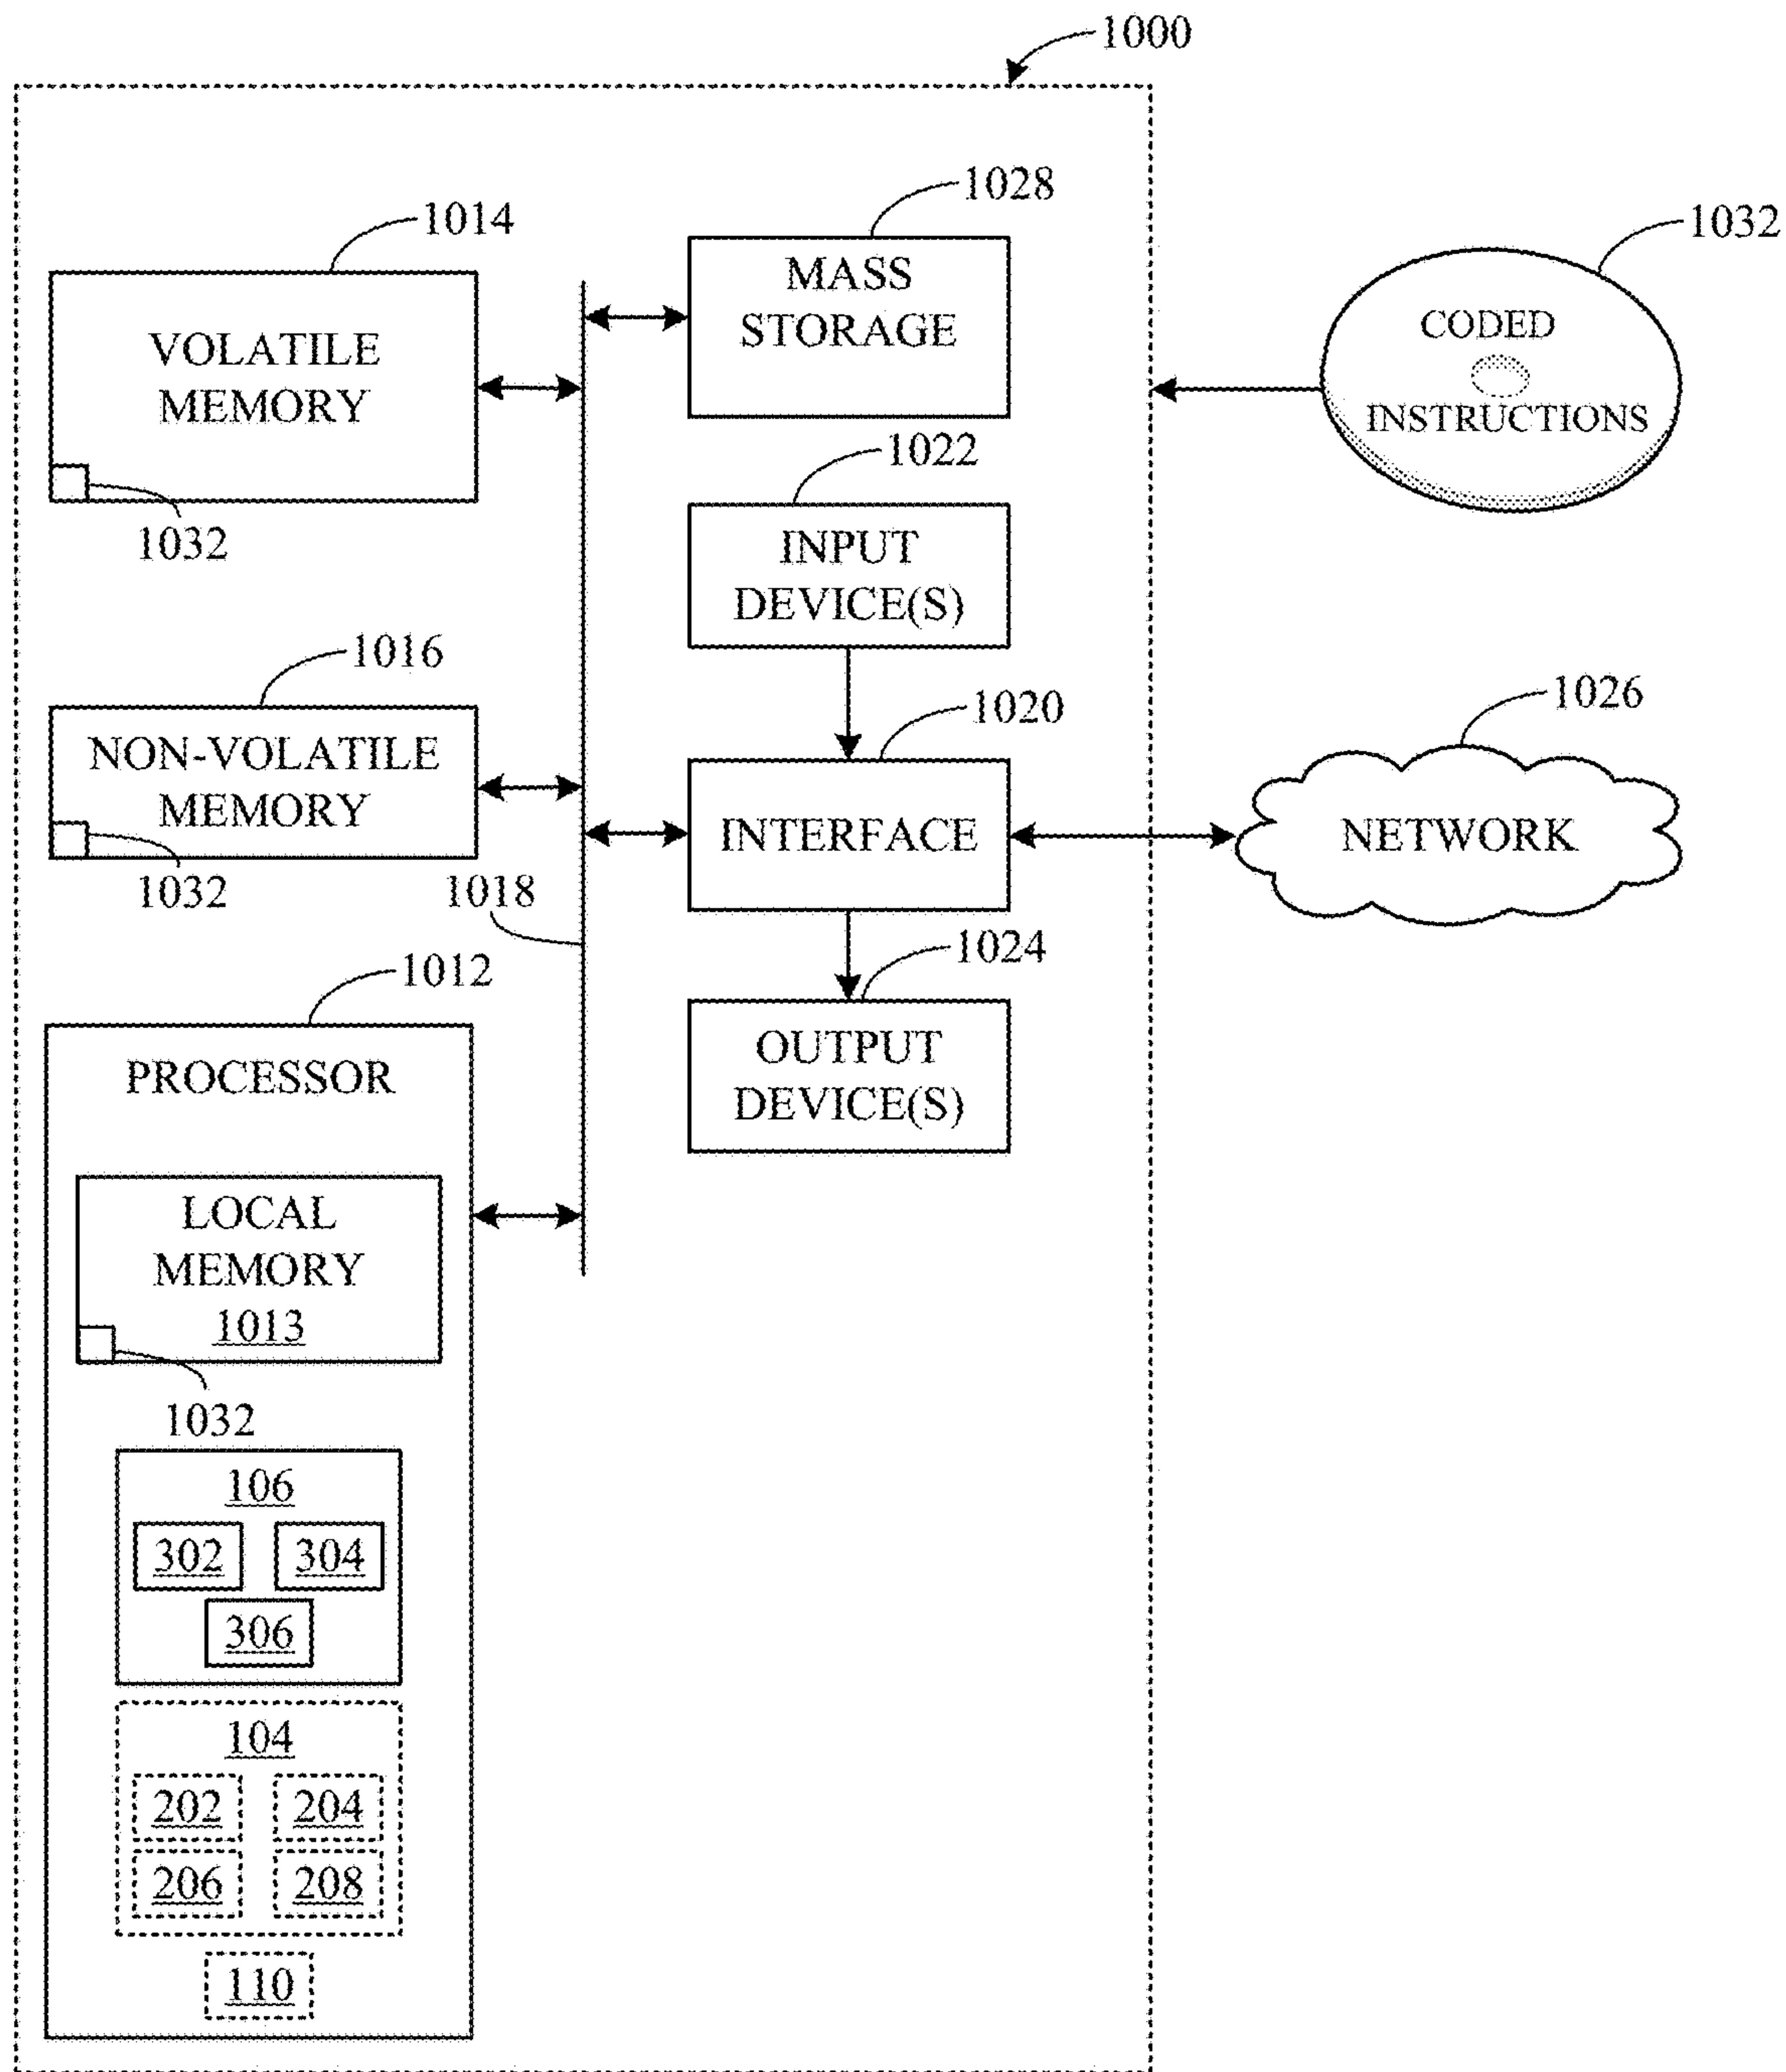 1000
1028
1014
1032
MASS
STORAGE
VOLATILE
MEMORY
CODED
INSTRUCTIONS
1032
1022
INPUT
DEVICE(S)
1016
1020
1026
NON-VOLATILE
MEMORY
INTERFACE
NETWORK
1032
1018
1024
1012
OUTPUT
DEVICE(S)
PROCESSOR
LOCAL
MEMORY
1013
1032
106
302 304
306
104
202 204
206 208
110